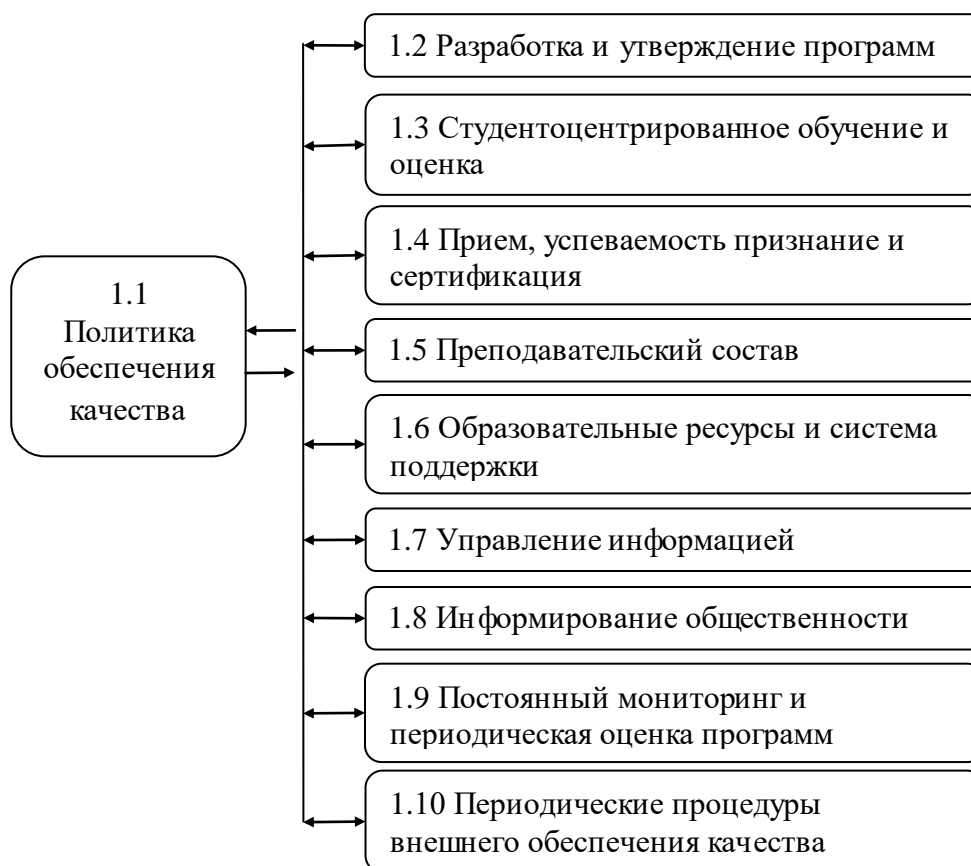 1.2 Разработка и утверждение программ
1.3 Студентоцентрированное обучение и
оценка
1.4 Прием, успеваемость признание и
сертификация
1.1
Политика
обеспечения
качества
1.5 Преподавательский состав
1.6 Образовательные ресурсы и система
поддержки
1.7 Управление информацией
1.8 Информирование общественности
1.9 Постоянный мониторинг и
периодическая оценка программ
1.10 Периодические процедуры
внешнего обеспечения качества